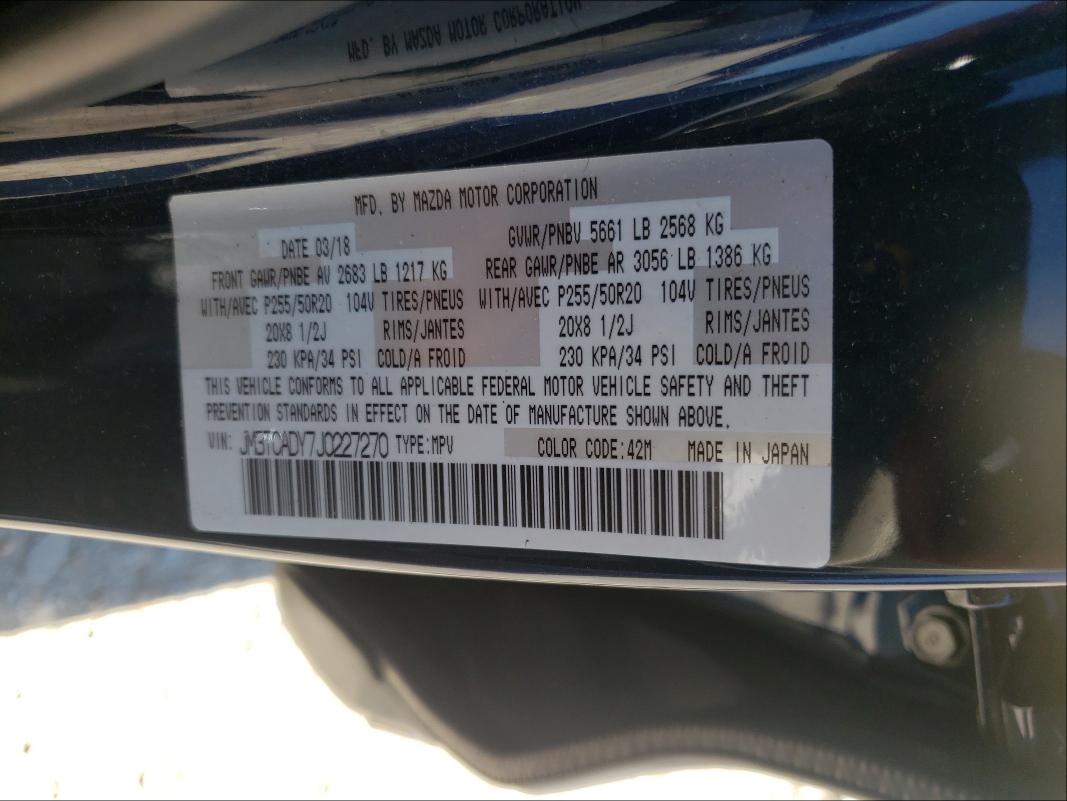 MFD. BY MAZDA MOTOR CORPORATION
MFD. BY MAZDA MOTOR CORPORATION
DATE 03/18 GVWR/PNBV 5661 LB 2568 KG
FRONT GAWR/PNBE AV 2683 LB 1217 KG REAR GAWR/PNBE AR 3056 LB 1386 KG
WITH/AVEC P255/50R20 104V TIRES/PNEUS WITH/AVEC P255/50R20 104V TIRES/PNEUS
20X8 1/2J RIMS/JANTES 20X8 1/2J RIMS/JANTES
230 KPA/34 PSI COLD/A FROID 230 KPA/34 PSI COLD/A FROID
THIS VEHICLE CONFORMS TO ALL APPLICABLE FEDERAL MOTOR VEHICLE SAFETY AND THEFT
PREVENTION STANDARDS IN EFFECT ON THE DATE OF MANUFACTURE SHOWN ABOVE.
VIN: JM3TCADY7J0227270 TYPE:MPV COLOR CODE:42M MADE IN JAPAN